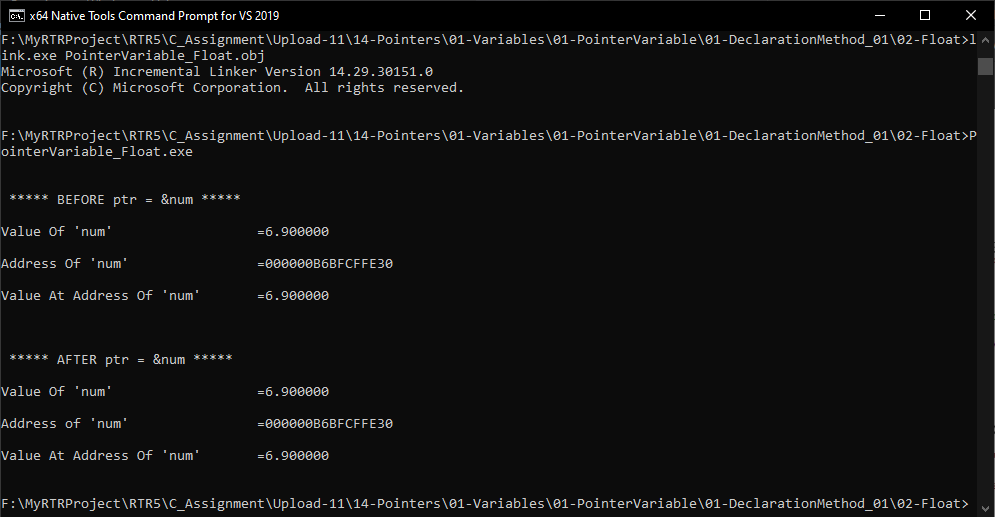 x64 Native Tools Command Prompt for VS 2019
F:\MyRTRProject\RTR5\C_Assignment\Upload-11\14-Pointers\01-Variables\01-PointerVariable\01-DeclarationMethod_01\02-Float>l
ink.exe PointerVariable_Float.obj
Microsoft (R) Incremental Linker Version 14.29.30151.0
Copyright (C) Microsoft Corporation.  All rights reserved.
F:\MyRTRProject\RTR5\C_Assignment\Upload-11\14-Pointers\01-Variables\01-PointerVariable\01-DeclarationMethod_01\02-Float>P
ointerVariable_Float.exe
***** BEFORE ptr = &num *****
Value Of 'num'                  =6.900000
Address Of 'num'                =000000B6BFCFFE30
Value At Address Of 'num'       =6.900000
***** AFTER ptr = &num *****
Value Of 'num'                  =6.900000
Address of 'num'                =000000B6BFCFFE30
Value At Address Of 'num'       =6.900000
F:\MyRTRProject\RTR5\C_Assignment\Upload-11\14-Pointers\01-Variables\01-PointerVariable\01-DeclarationMethod_01\02-Float>